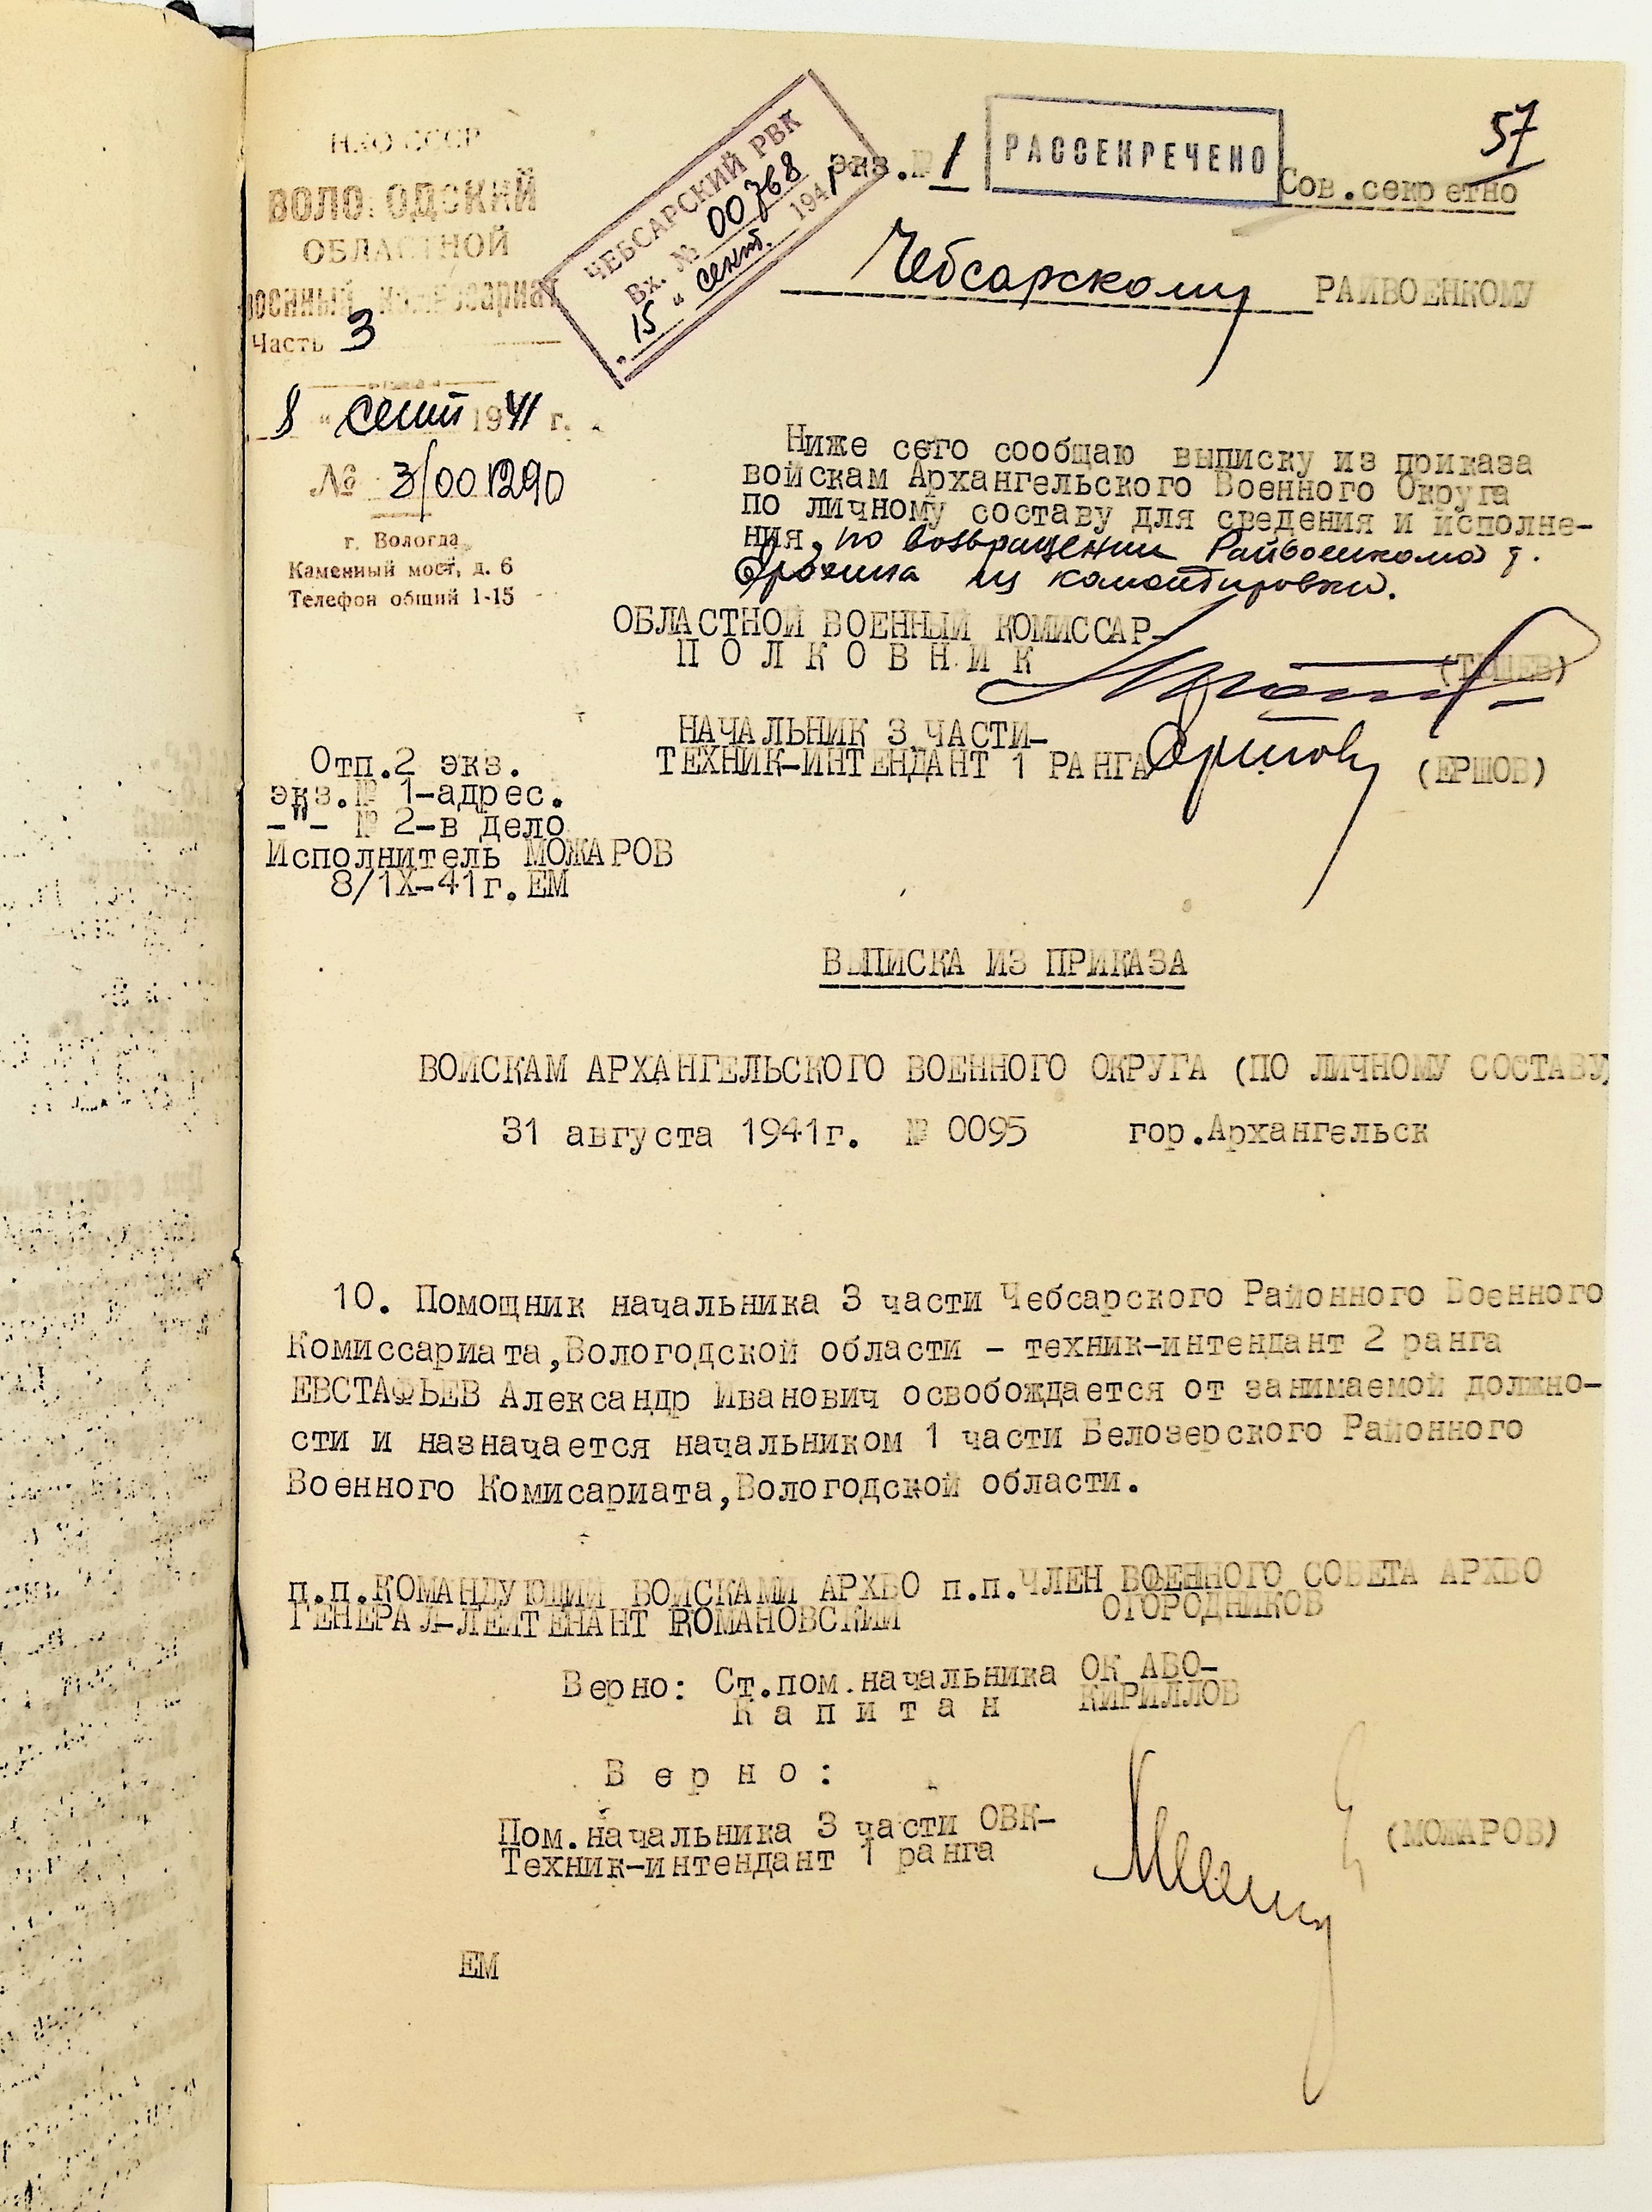 57
экз.№ 1
РАССЕКРЕЧЕНО
Сов.секретно
НКО СССР
ВОЛОГОДСКИЙ
ОБЛАСТНОЙ
военный комиссариат
Часть 3
8 " сент 1941 г.
№ 3/001290
г. Вологда,
Каменный мост, д. 6
Телефон общий 1-15
ЧЕБСАРСКИЙ РВК
Вх. № 00768
"15" сент. 1941
Чебсарскому РАЙВОЕНКОМУ
Ниже сего сообщаю выписку из приказа
войскам Архангельского Военного Округа
по личному составу для сведения и исполне-
ния, по возвращении Райвоенкома т.
из командировки.
ОБЛАСТНОЙ ВОЕННЫЙ КОМИССАР-
ПОЛКОВНИК
НАЧАЛЬНИК 3 ЧАСТИ-
ТЕХНИК-ИНТЕНДАНТ 1 РАНГА (ЕРШОВ)
Отп.2 экз.
экз.№ 1-адрес.
-"- № 2-в дело
Исполнитель МОЖАРОВ
8/1Х-41г.ЕМ
ВЫПИСКА ИЗ ПРИКАЗА
ВОЙСКАМ АРХАНГЕЛЬСКОГО ВОЕННОГО ОКРУГА (ПО ЛИЧНОМУ СОСТАВУ)
31 августа 1941г. № 0095 гор.Архангельск
10. Помощник начальника 3 части Чебсарского Районного Военного
Комиссариата,Вологодской области - техник-интендант 2 ранга
ЕВСТАФЬЕВ Александр Иванович освобождается от занимаемой должно-
сти и назначается начальником 1 части Белозерского Районного
Военного Комисариата,Вологодской области.
п.п.КОМАНДУЮЩИЙ ВОЙСКАМИ АРХВО п.п.ЧЛЕН ВОЕННОГО СОВЕТА АРХВО
ГЕНЕРАЛ-ЛЕЙТЕНАНТ РОМАНОВСКИЙ ОГОРОДНИКОВ
Верно: Ст.пом.начальника ОК АВО-
Капитан КИРИЛЛОВ
Верно:
Пом.начальника 3 части ОВК-
Техник-интендант 1 ранга (МОЖАРОВ)
ЕМ